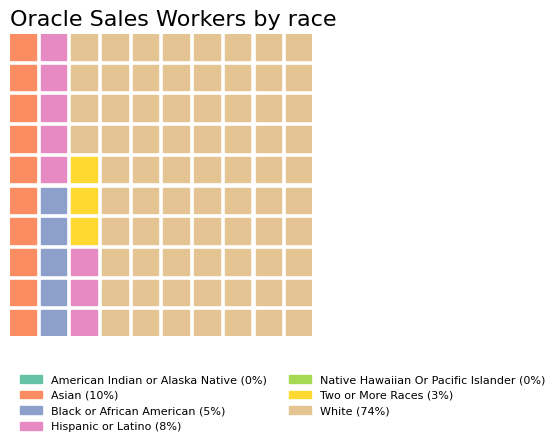 Oracle Sales Workers by race
American Indian or Alaska Native (0%)
Asian (10%)
Black or African American (5%)
Hispanic or Latino (8%)
Native Hawaiian Or Pacific Islander (0%)
Two or More Races (3%)
White (74%)